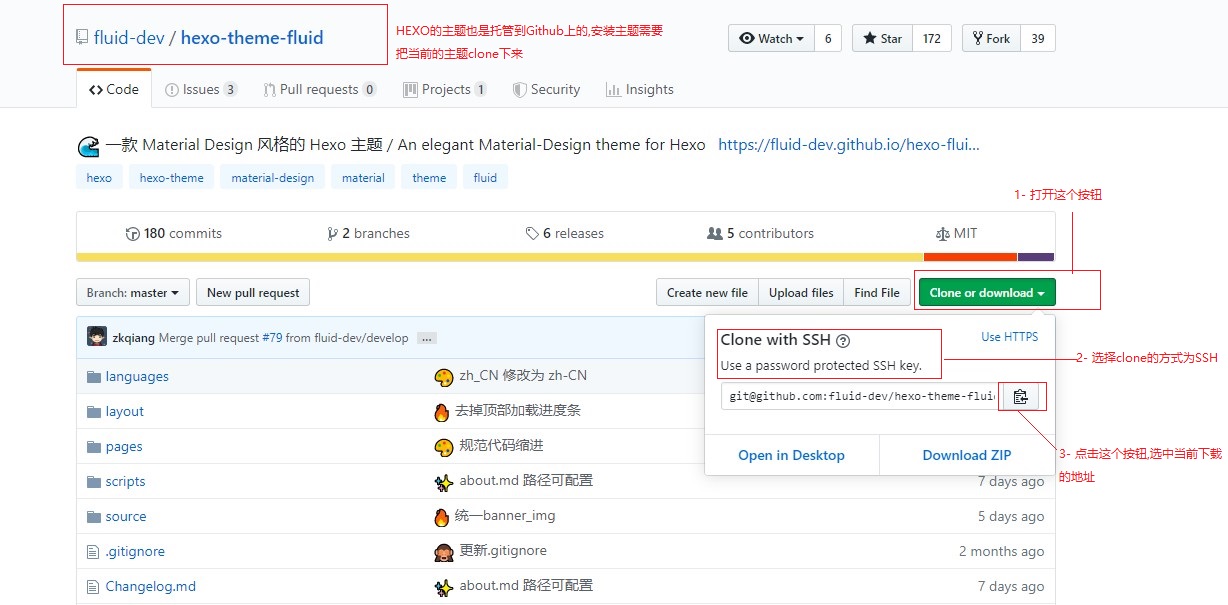 fluid-dev / hexo-theme-fluid
HEXO的主题也是托管到Github上的,安装主题需要
把当前的主题clone下来
Watch 6 Star 172 Fork 39
Code Issues 3 Pull requests 0 Projects 1 Security Insights
一款 Material Design 风格的 Hexo 主题 / An elegant Material-Design theme for Hexo https://fluid-dev.github.io/hexo-flui...
hexo hexo-theme material-design material theme fluid
1- 打开这个按钮
180 commits 2 branches 6 releases 5 contributors MIT
Branch: master New pull request Create new file Upload files Find File Clone or download
zkqiang Merge pull request #79 from fluid-dev/develop ...
Clone with SSH ? Use HTTPS
Use a password protected SSH key.
2- 选择clone的方式为SSH
git@github.com:fluid-dev/hexo-theme-flui
3- 点击这个按钮,选中当前下载
的地址
Open in Desktop Download ZIP
languages zh_CN 修改为 zh-CN
layout 去掉顶部加载进度条
pages 规范代码缩进
scripts about.md 路径可配置 7 days ago
source 统一banner_img 5 days ago
.gitignore 更新.gitignore 2 months ago
Changelog.md about.md 路径可配置 7 days ago